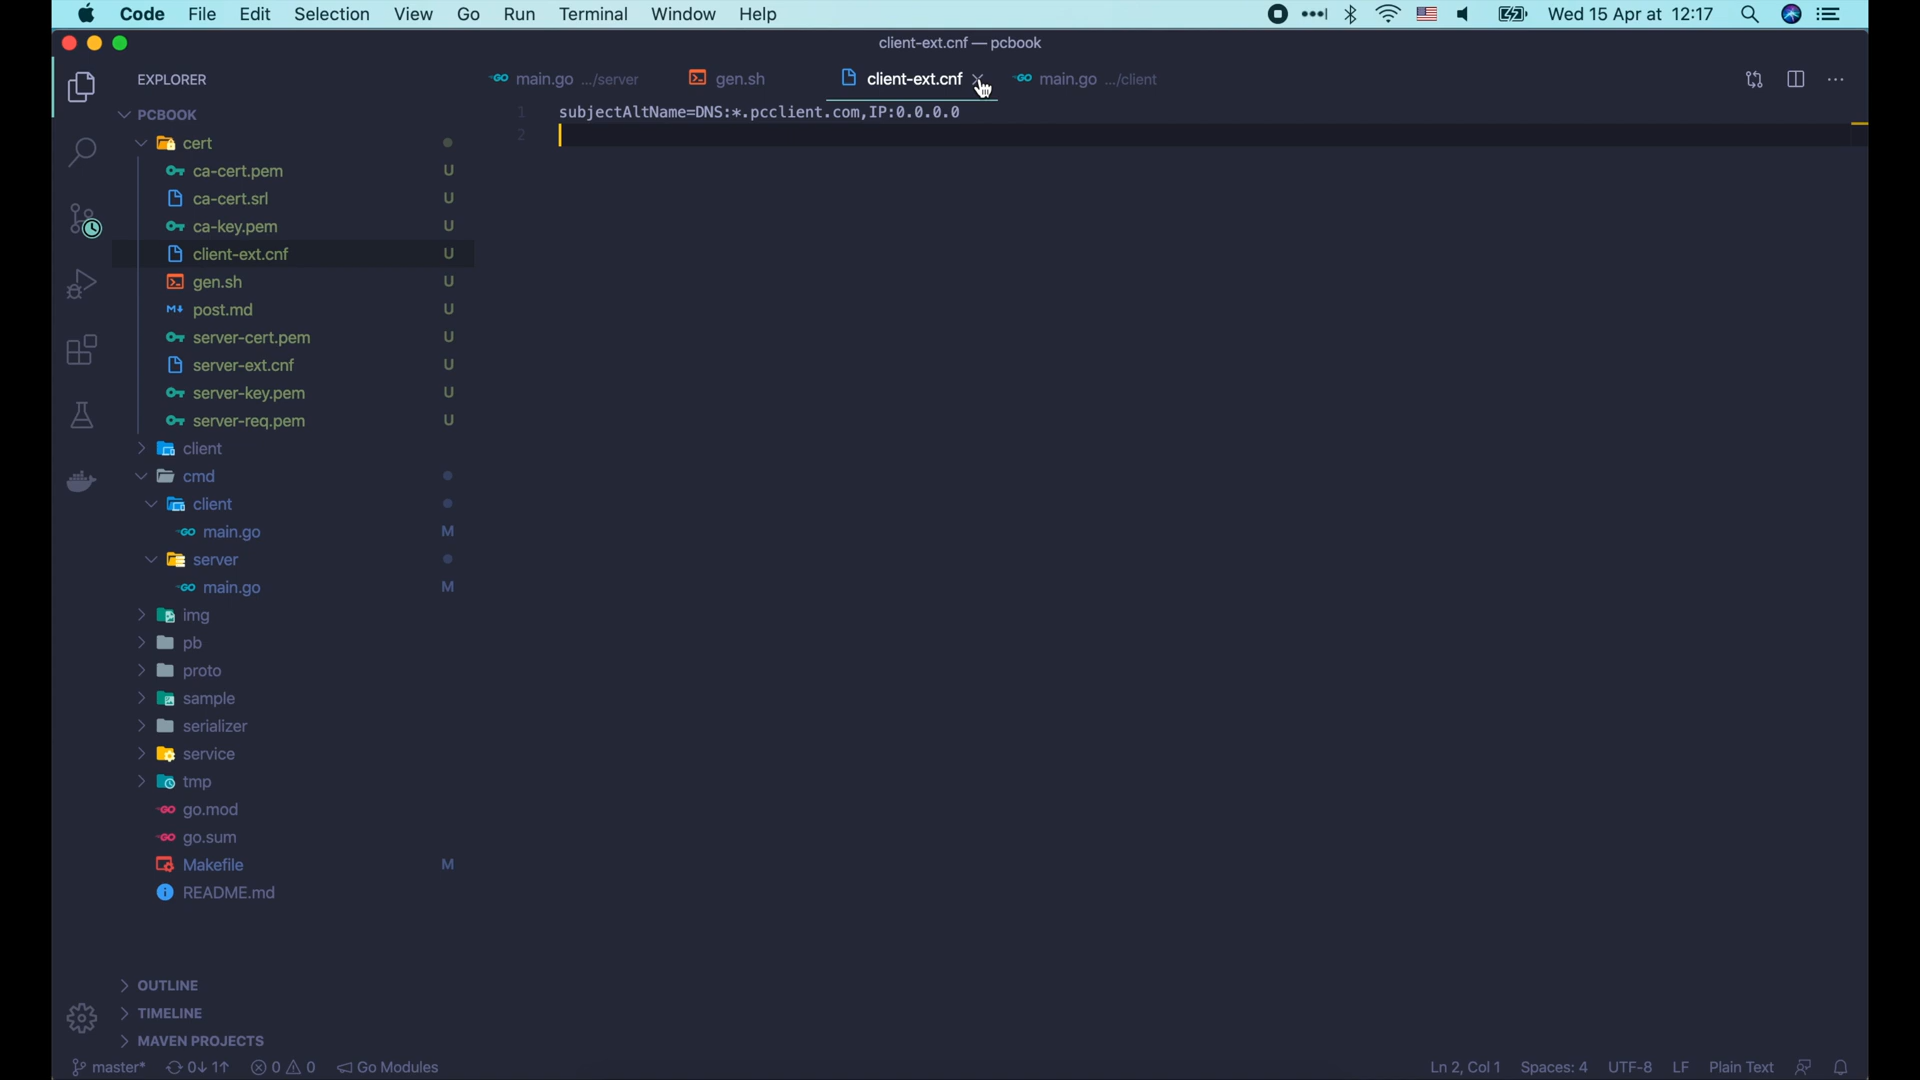 Code File Edit Selection View Go Run Terminal Window Help Wed 15 Apr at 12:17
client-ext.cnf — pcbook
EXPLORER
main.go .../server gen.sh client-ext.cnf main.go .../client
PCBOOK
1 subjectAltName=DNS:*.pcclient.com,IP:0.0.0.0
2
cert
ca-cert.pem U
ca-cert.srl U
ca-key.pem U
client-ext.cnf U
gen.sh U
post.md U
server-cert.pem U
server-ext.cnf U
server-key.pem U
server-req.pem U
client
cmd
client
main.go M
server
main.go M
img
pb
proto
sample
serializer
service
tmp
go.mod
go.sum
Makefile M
README.md
OUTLINE
TIMELINE
MAVEN PROJECTS
master* 0↓ 1↑ 0 0 Go Modules Ln 2, Col 1 Spaces: 4 UTF-8 LF Plain Text